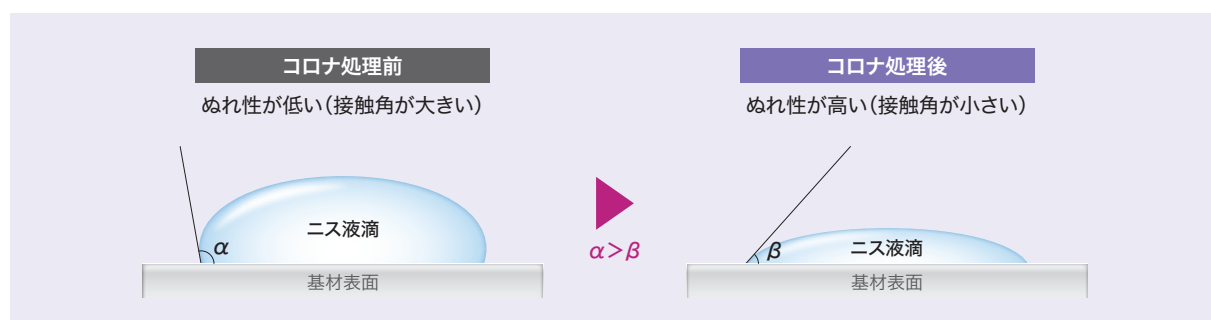 コロナ処理前
ぬれ性が低い(接触角が大きい)
α
ニス液滴
基材表面
α>β
コロナ処理後
ぬれ性が高い(接触角が小さい)
β
ニス液滴
基材表面